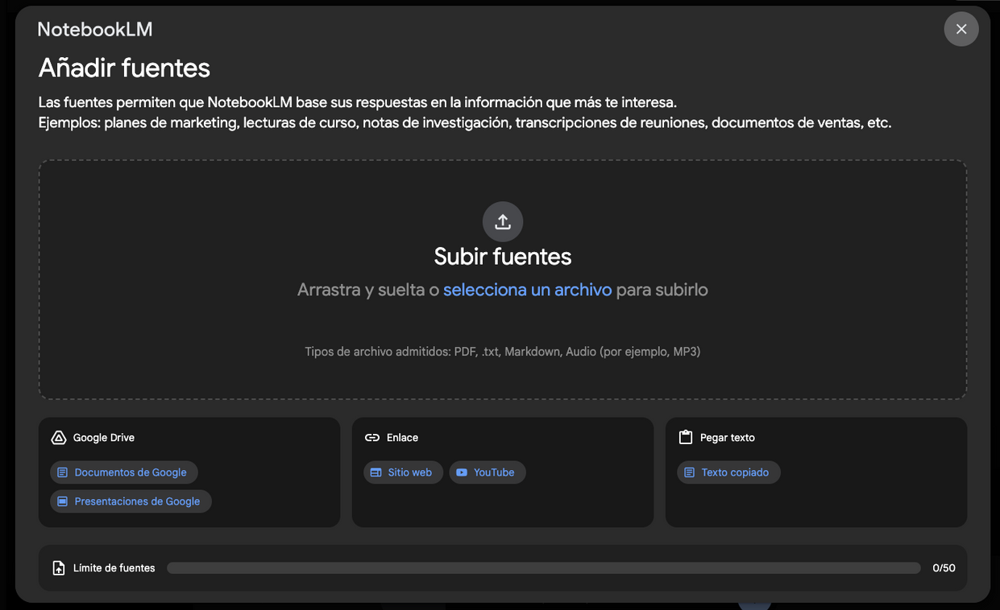 NotebookLM
Añadir fuentes
Las fuentes permiten que NotebookLM base sus respuestas en la información que más te interesa.
Ejemplos: planes de marketing, lecturas de curso, notas de investigación, transcripciones de reuniones, documentos de ventas, etc.
Subir fuentes
Arrastra y suelta o selecciona un archivo para subirlo
Tipos de archivo admitidos: PDF, .txt, Markdown, Audio (por ejemplo, MP3)
Google Drive
Documentos de Google
Presentaciones de Google
Enlace
Sitio web
YouTube
Pegar texto
Texto copiado
Límite de fuentes
0/50